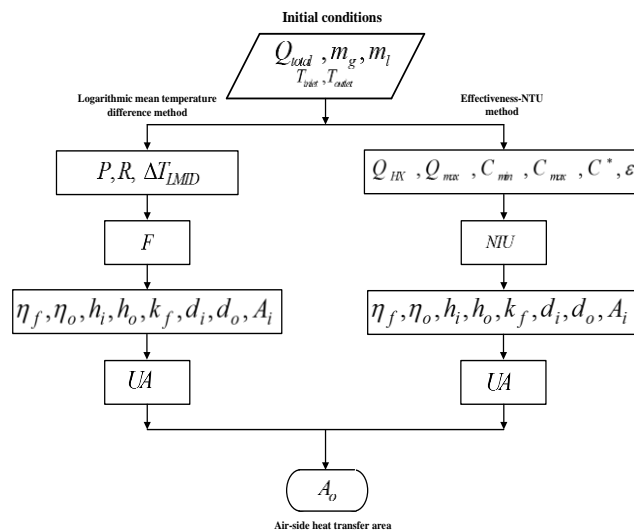 Initial conditions
Q_total , m_g , m_l
T_inlet , T_outlet
Logarithmic mean temperature
difference method
Effectiveness-NTU
method
P, R, ΔT_LMTD
Q_HX , Q_max , C_min , C_max , C* , ε
F
NTU
η_f , η_o , h_i , h_o , k_f , d_i , d_o , A_i
η_f , η_o , h_i , h_o , k_f , d_i , d_o , A_i
UA
UA
A_o
Air-side heat transfer area